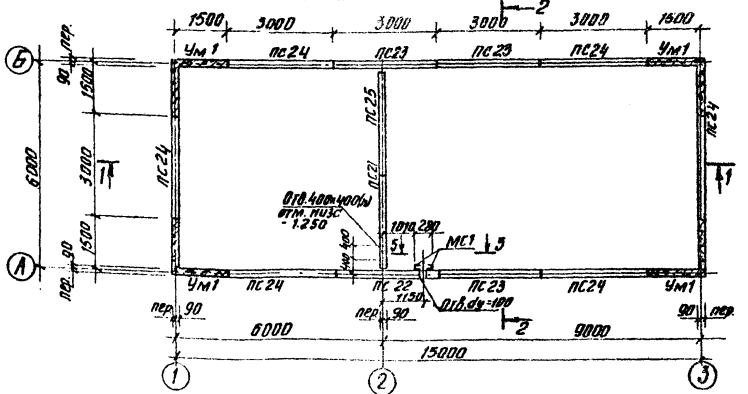 2
1500 3000 3000 3000 3000 1500
Ум1 ПС24 ПС23 ПС23 ПС24 Ум1
Б
90 пер.
1500
ПС25
ПС24
6000
3000
1
ПС24
ПС21
1
Отв. 400х400(н)
отм. низа
-1.250
1010 280
МС1
5 5
400 400
1500
А
пер. 90
Ум1 ПС24 ПС22 ПС23 ПС24 Ум1
1150
Отв. dy=100
пер. 90 пер. 90 90 пер.
2
6000 9000
15000
1 2 3